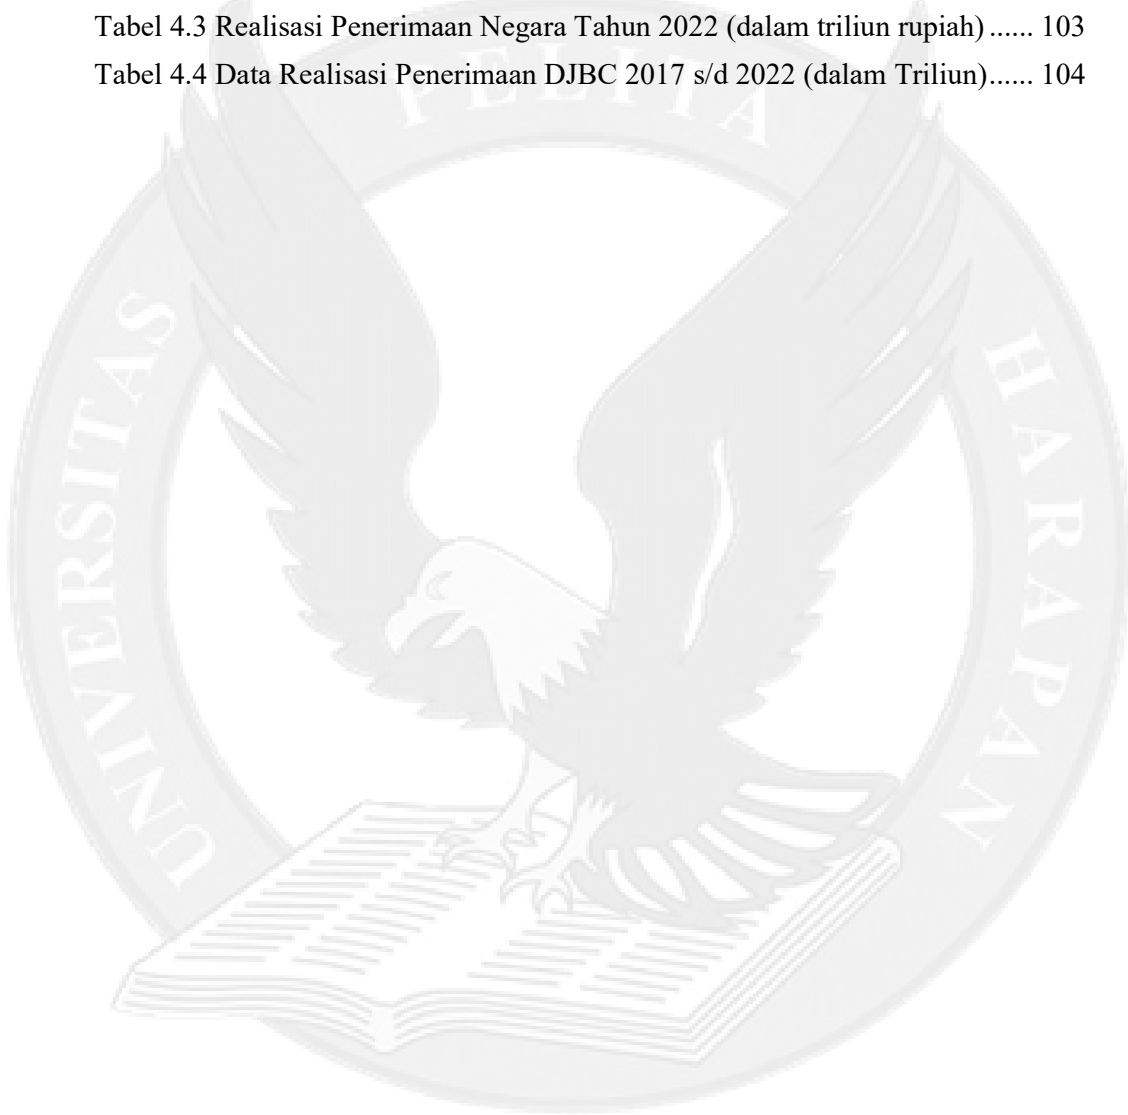 Tabel 4.3 Realisasi Penerimaan Negara Tahun 2022 (dalam triliun rupiah) ...... 103
Tabel 4.4 Data Realisasi Penerimaan DJBC 2017 s/d 2022 (dalam Triliun)...... 104
UNIVERSITAS PELITA HARAPAN